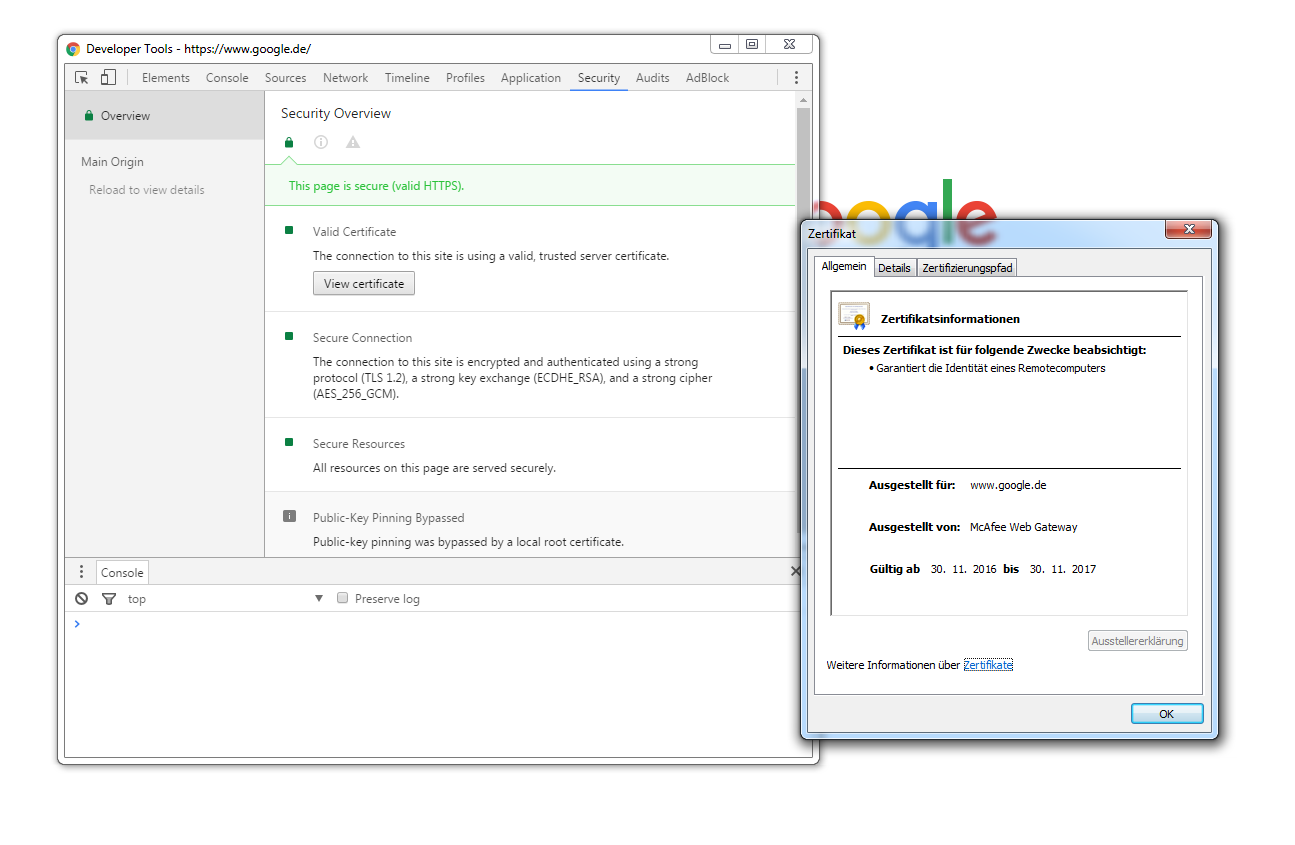 Developer Tools - https://www.google.de/
Elements Console Sources Network Timeline Profiles Application Security Audits AdBlock
Overview
Main Origin
Reload to view details
Security Overview
This page is secure (valid HTTPS).
Valid Certificate
The connection to this site is using a valid, trusted server certificate.
View certificate
Secure Connection
The connection to this site is encrypted and authenticated using a strong
protocol (TLS 1.2), a strong key exchange (ECDHE_RSA), and a strong cipher
(AES_256_GCM).
Secure Resources
All resources on this page are served securely.
Public-Key Pinning Bypassed
Public-key pinning was bypassed by a local root certificate.
Console
top
Preserve log
oogle
Zertifikat
Allgemein Details Zertifizierungspfad
Zertifikatsinformationen
Dieses Zertifikat ist für folgende Zwecke beabsichtigt:
• Garantiert die Identität eines Remotecomputers
Ausgestellt für: www.google.de
Ausgestellt von: McAfee Web Gateway
Gültig ab 30. 11. 2016 bis 30. 11. 2017
Ausstellererklärung
Weitere Informationen über Zertifikate
OK